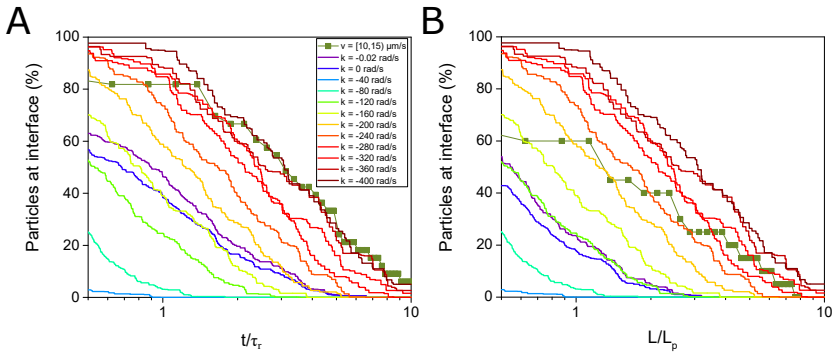 A
Particles at interface (%)
100
80
60
40
20
0
1
10
t/τr
v = [10,15) μm/s
k = -0.02 rad/s
k = 0 rad/s
k = -40 rad/s
k = -80 rad/s
k = -120 rad/s
k = -160 rad/s
k = -200 rad/s
k = -240 rad/s
k = -280 rad/s
k = -320 rad/s
k = -360 rad/s
k = -400 rad/s
B
Particles at interface (%)
100
80
60
40
20
0
1
10
L/Lp